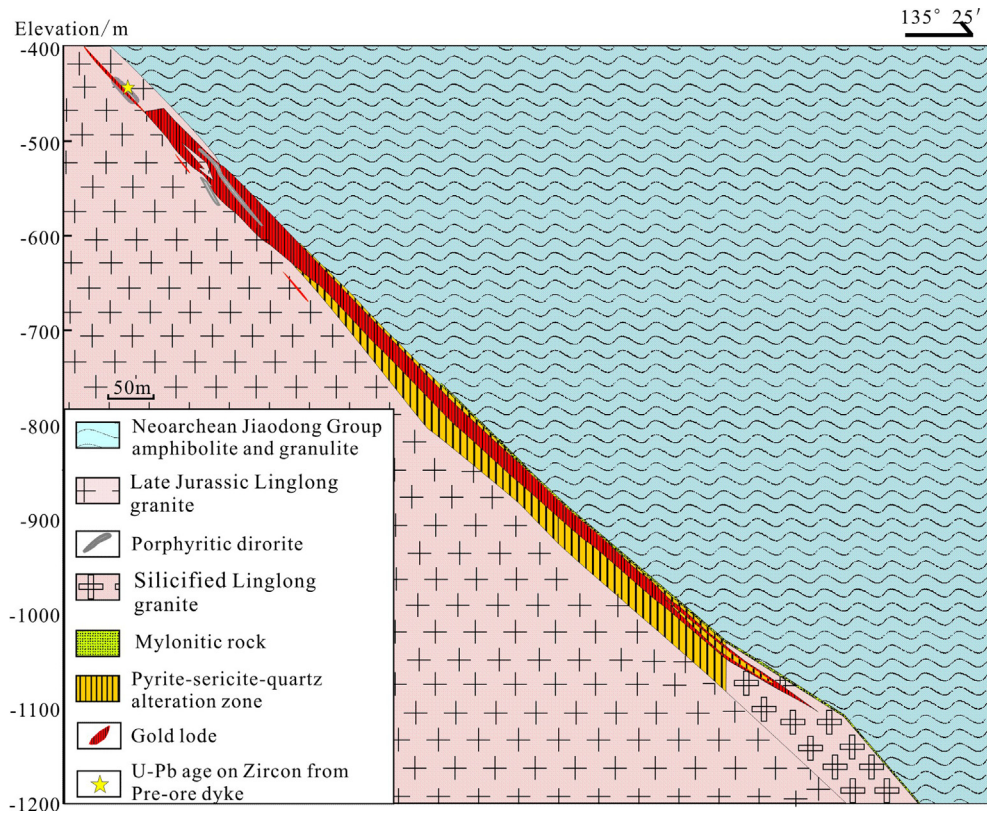 Elevation/m
135° 25′
-400
-500
-600
-700
-800
-900
-1000
-1100
-1200
50m
Neoarchean Jiaodong Group
amphibolite and granulite
Late Jurassic Linglong
granite
Porphyritic dirorite
Silicified Linglong
granite
Mylonitic rock
Pyrite-sericite-quartz
alteration zone
Gold lode
U-Pb age on Zircon from
Pre-ore dyke